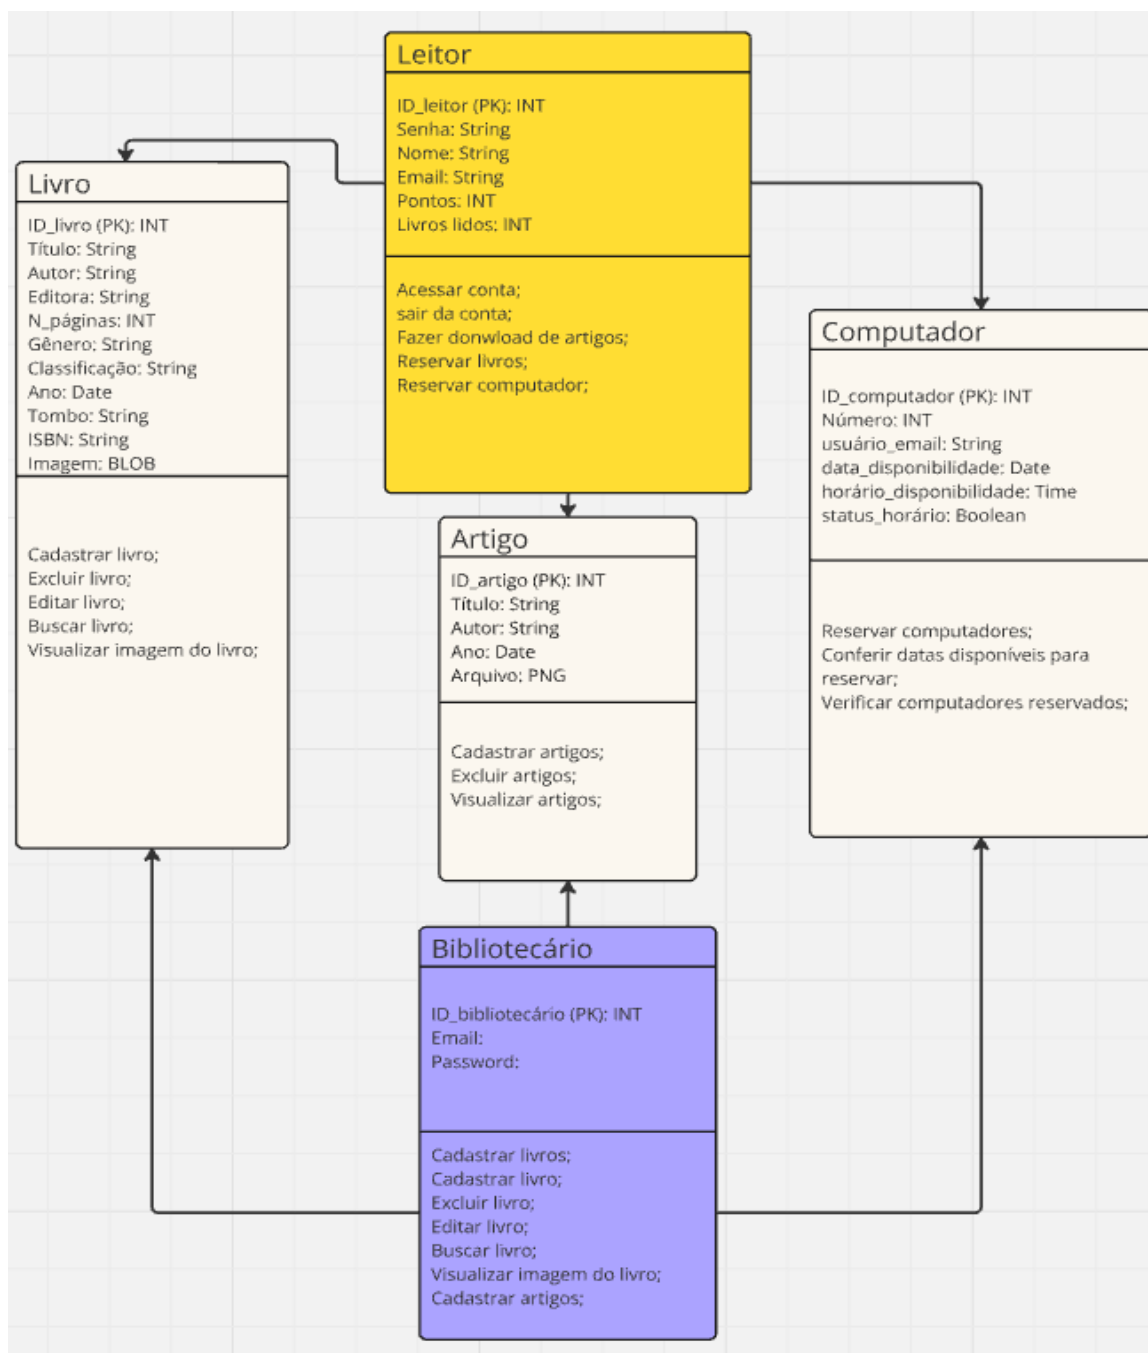 Leitor
ID_leitor (PK): INT
Senha: String
Nome: String
Email: String
Pontos: INT
Livros lidos: INT
Acessar conta;
sair da conta;
Fazer donwload de artigos;
Reservar livros;
Reservar computador;
Livro
ID_livro (PK): INT
Título: String
Autor: String
Editora: String
N_páginas: INT
Gênero: String
Classificação: String
Ano: Date
Tombo: String
ISBN: String
Imagem: BLOB
Cadastrar livro;
Excluir livro;
Editar livro;
Buscar livro;
Visualizar imagem do livro;
Computador
ID_computador (PK): INT
Número: INT
usuário_email: String
data_disponibilidade: Date
horário_disponibilidade: Time
status_horário: Boolean
Reservar computadores;
Conferir datas disponíveis para
reservar;
Verificar computadores reservados;
Artigo
ID_artigo (PK): INT
Título: String
Autor: String
Ano: Date
Arquivo: PNG
Cadastrar artigos;
Excluir artigos;
Visualizar artigos;
Bibliotecário
ID_bibliotecário (PK): INT
Email:
Password:
Cadastrar livros;
Cadastrar livro;
Excluir livro;
Editar livro;
Buscar livro;
Visualizar imagem do livro;
Cadastrar artigos;